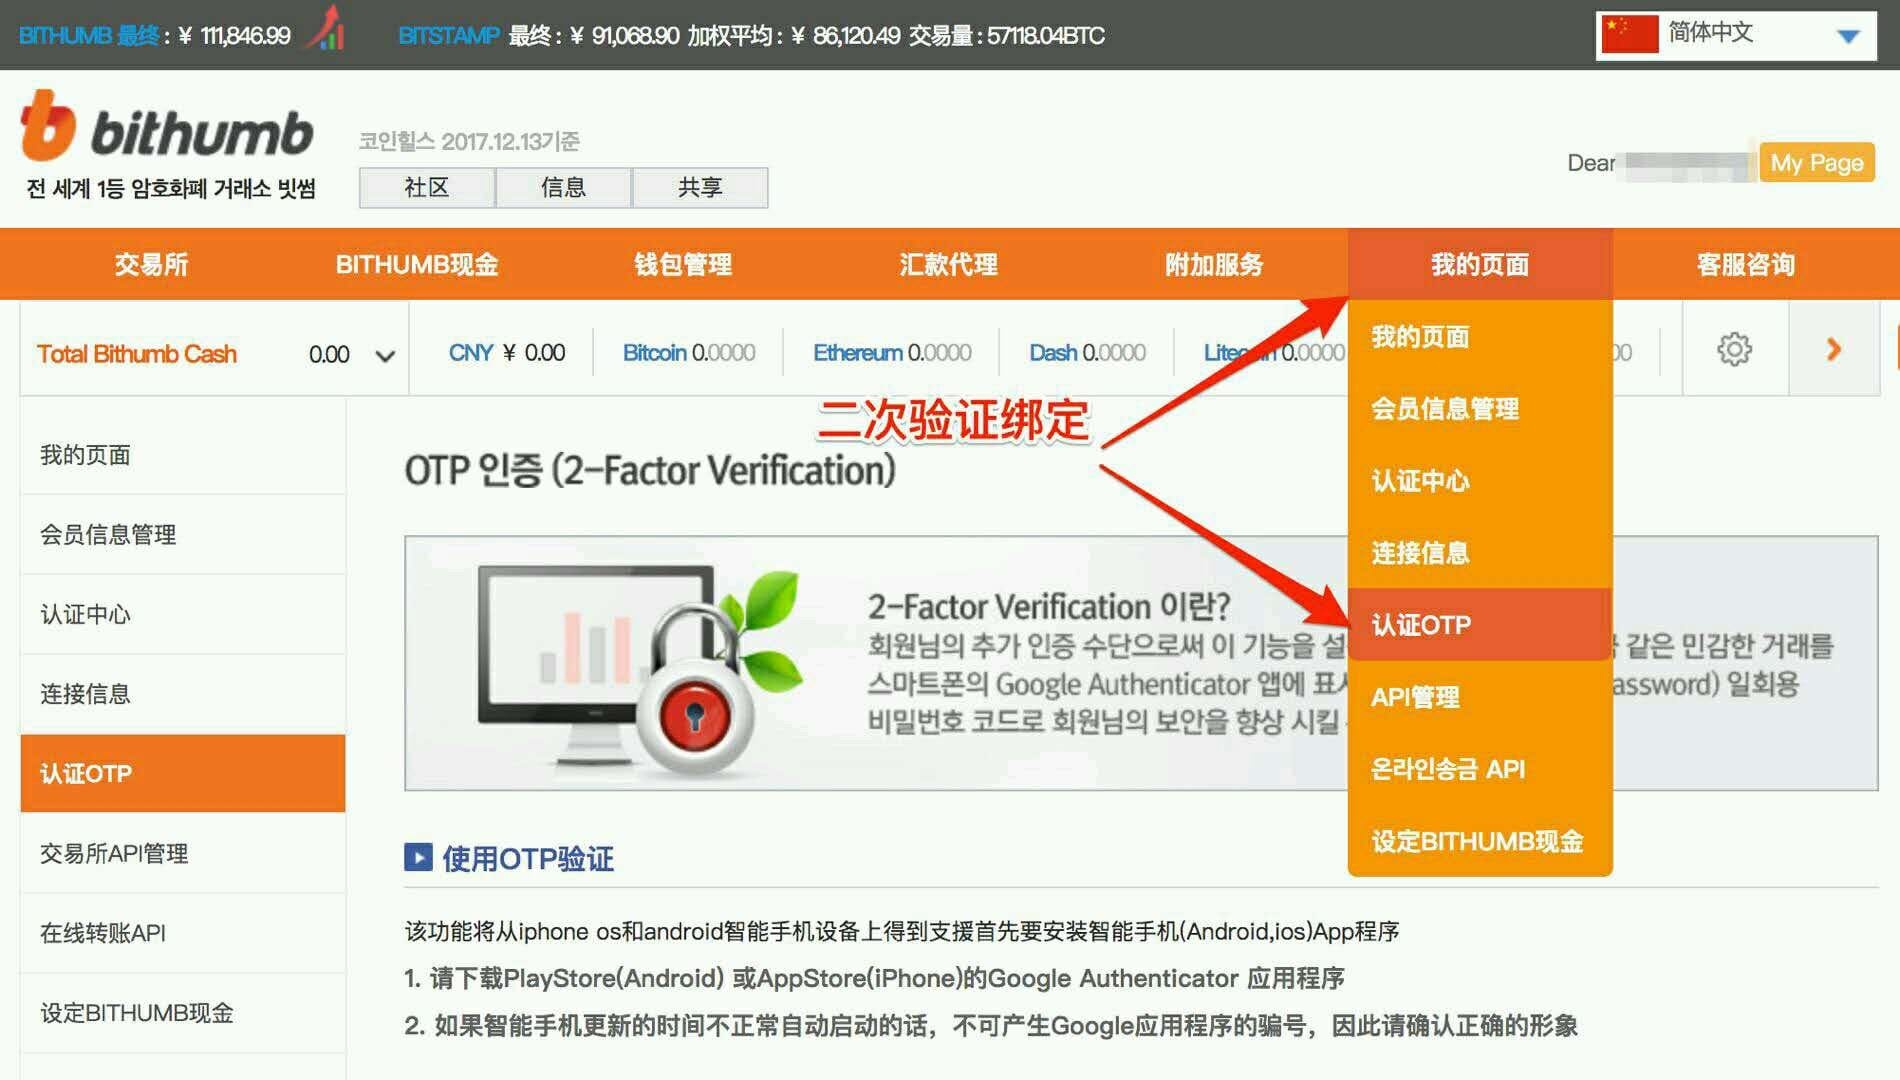 BITHUMB 最终 : ￥ 111,846.99 BITSTAMP 最终 : ￥ 91,068.90 加权平均 : ￥ 86,120.49 交易量 : 57118.04BTC 简体中文
bithumb
전 세계 1등 암호화폐 거래소 빗썸
코인힐스 2017.12.13기준
社区 信息 共享
Dear My Page
交易所 BITHUMB现金 钱包管理 汇款代理 附加服务 我的页面 客服咨询
Total Bithumb Cash 0.00 CNY ￥ 0.00 Bitcoin 0.0000 Ethereum 0.0000 Dash 0.0000 0.0000
我的页面
会员信息管理
认证中心
连接信息
认证OTP
API管理
온라인송금 API
设定BITHUMB现金
我的页面
会员信息管理
认证中心
连接信息
认证OTP
交易所API管理
在线转账API
设定BITHUMB现金
二次验证绑定
OTP 인증 (2-Factor Verification)
2-Factor Verification 이란?
회원님의 추가 인증 수단으로써 이 기능을 같은 민감한 거래를
스마트폰의 Google Authenticator 앱에 일회용
비밀번호 코드로 회원님의 보안을 향상 시킬
使用OTP验证
该功能将从iphone os和android智能手机设备上得到支援首先要安装智能手机(Android,ios)App程序
1. 请下载PlayStore(Android) 或AppStore(iPhone)的Google Authenticator 应用程序
2. 如果智能手机更新的时间不正常自动启动的话，不可产生Google应用程序的骗号，因此请确认正确的形象